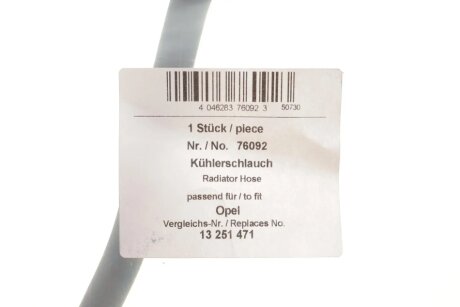 4 046283 76092 3 50730
1 Stück / piece
Nr. / No. 76092
Kühlerschlauch
Radiator Hose
passend für / to fit
Opel
Vergleichs-Nr. / Replaces No.
13 251 471